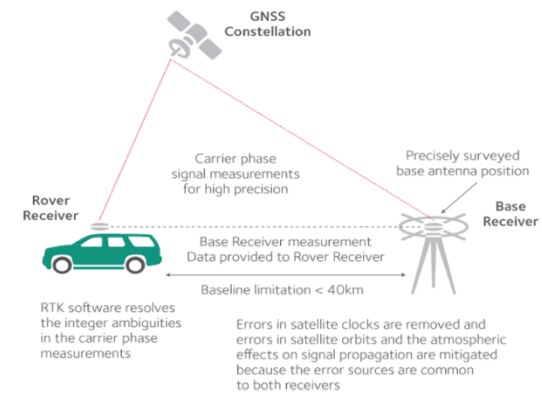 GNSS
Constellation
Carrier phase
signal measurements
for high precision
Precisely surveyed
base antenna position
Rover
Receiver
Base
Receiver
Base Receiver measurement
Data provided to Rover Receiver
Baseline limitation < 40km
RTK software resolves
the integer ambiguities
in the carrier phase
measurements
Errors in satellite clocks are removed and
errors in satellite orbits and the atmospheric
effects on signal propagation are mitigated
because the error sources are common
to both receivers